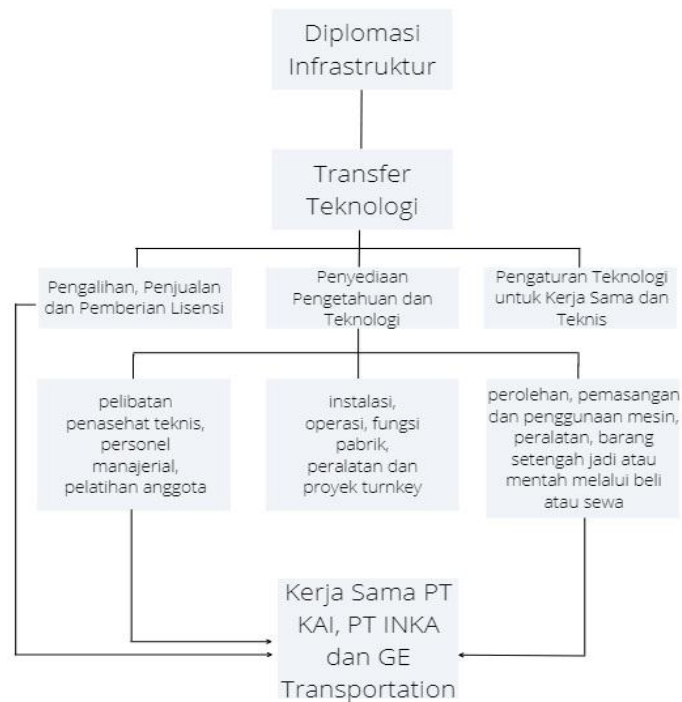 Diplomasi
Infrastruktur
Transfer
Teknologi
Pengalihan, Penjualan
dan Pemberian Lisensi
Penyediaan
Pengetahuan dan
Teknologi
Pengaturan Teknologi
untuk Kerja Sama dan
Teknis
pelibatan
penasehat teknis,
personel
manajerial,
pelatihan anggota
instalasi,
operasi, fungsi
pabrik,
peralatan dan
proyek turnkey
perolehan, pemasangan
dan penggunaan mesin,
peralatan, barang
setengah jadi atau
mentah melalui beli
atau sewa
Kerja Sama PT
KAI, PT INKA
dan GE
Transportation